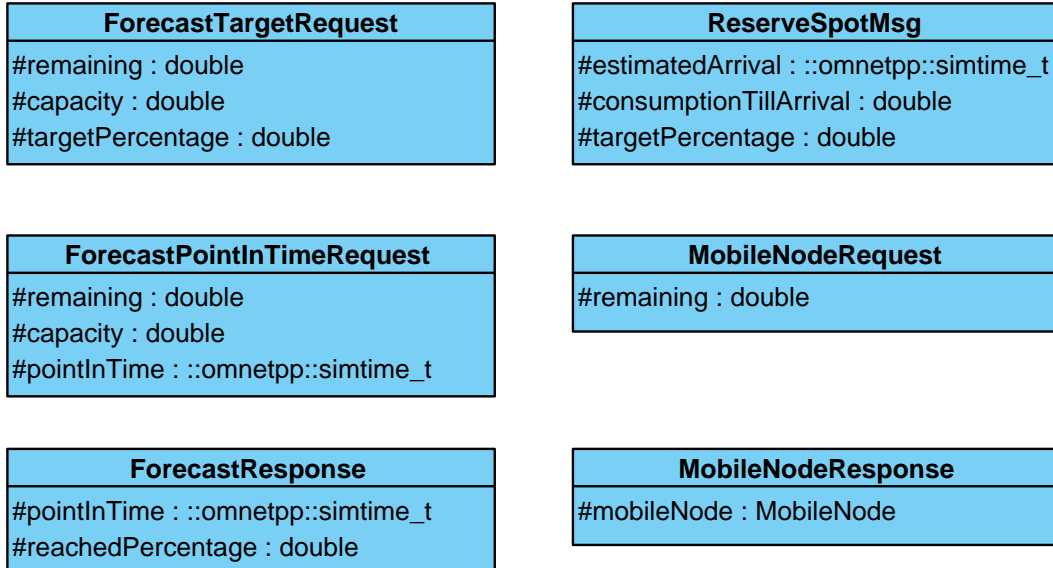 ForecastTargetRequest
#remaining : double
#capacity : double
#targetPercentage : double
ReserveSpotMsg
#estimatedArrival : ::omnetpp::simtime_t
#consumptionTillArrival : double
#targetPercentage : double
ForecastPointInTimeRequest
#remaining : double
#capacity : double
#pointInTime : ::omnetpp::simtime_t
MobileNodeRequest
#remaining : double
ForecastResponse
#pointInTime : ::omnetpp::simtime_t
#reachedPercentage : double
MobileNodeResponse
#mobileNode : MobileNode